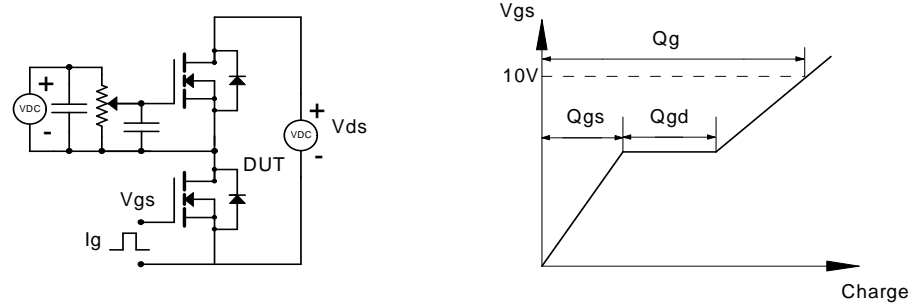 +
VDC
-
+
VDC
-
Vds
DUT
Vgs
Ig
Vgs
Qg
10V
Qgs
Qgd
Charge